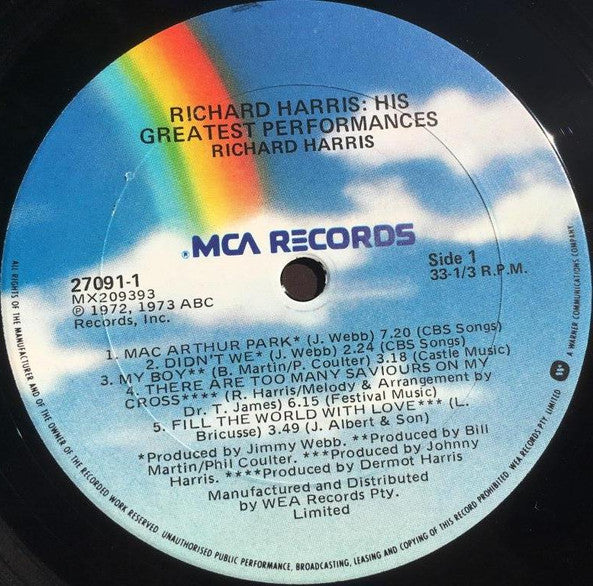 RICHARD HARRIS: HIS
GREATEST PERFORMANCES
RICHARD HARRIS
® MCA RECORDS
27091-1
MX209393
℗ 1972, 1973 ABC
Records, Inc.
Side 1
33-1/3 R.P.M.
1. MAC ARTHUR PARK* (J. Webb) 7.20 (CBS Songs)
2. DIDN'T WE* (J. Webb) 2.24 (CBS Songs)
3. MY BOY** (B. Martin/P. Coulter) 3.18 (Castle Music)
4. THERE ARE TOO MANY SAVIOURS ON MY
CROSS**** (R. Harris/Melody & Arrangement by
Dr. T. James) 6.15 (Festival Music)
5. FILL THE WORLD WITH LOVE*** (L.
Bricusse) 3.49 (J. Albert & Son)
*Produced by Jimmy Webb. **Produced by Bill
Martin/Phil Coulter. ***Produced by Johnny
Harris. ****Produced by Dermot Harris
Manufactured and Distributed
by WEA Records Pty.
Limited
ALL RIGHTS OF THE MANUFACTURER AND OF THE OWNER OF THE RECORDED WORK RESERVED UNAUTHORISED PUBLIC PERFORMANCE, BROADCASTING, LEASING AND COPYING OF THIS RECORD PROHIBITED. WEA RECORDS PTY. LIMITED
A WARNER COMMUNICATIONS COMPANY.